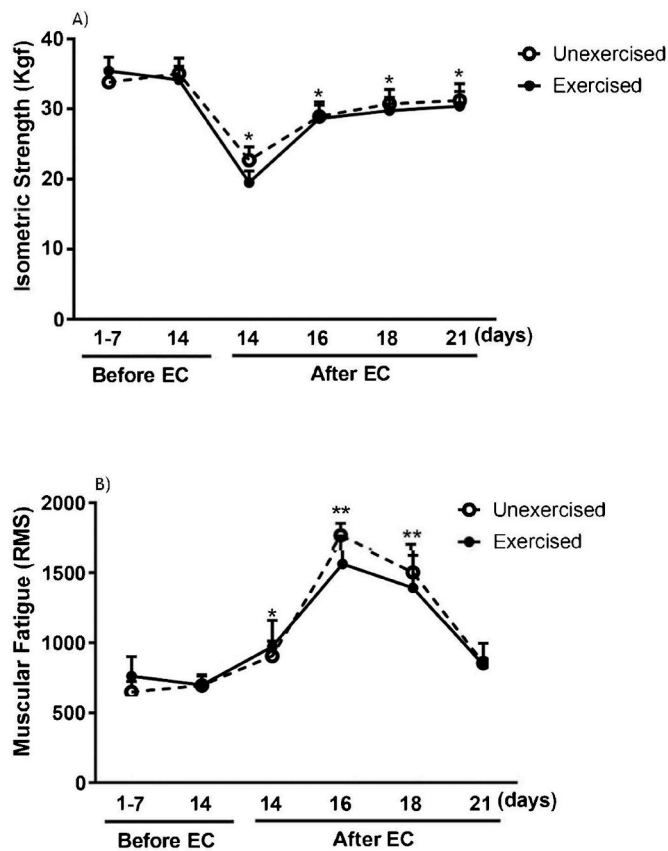 A)
Isometric Strength (Kgf)
40
30
20
10
0
* * * * 
Unexercised
Exercised
1-7 14 14 16 18 21 (days)
Before EC After EC
B)
Muscular Fatigue (RMS)
2000
1500
1000
500
0
* ** **
Unexercised
Exercised
1-7 14 14 16 18 21 (days)
Before EC After EC